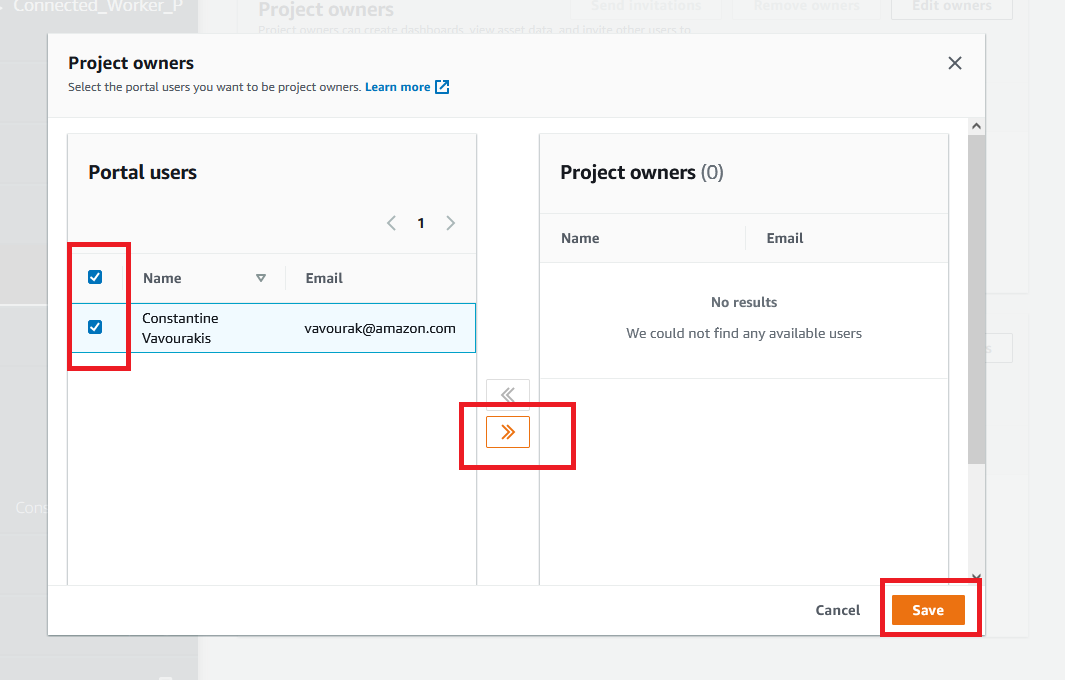 Connected_Worker_P
Project owners
Send invitations
Remove owners
Edit owners
Project owners can create dashboards, view asset data, and invite other users to
Project owners
Select the portal users you want to be project owners. Learn more
Portal users
1
Name
Email
Constantine
Vavourakis
vavourak@amazon.com
Project owners (0)
Name
Email
No results
We could not find any available users
Cancel
Save